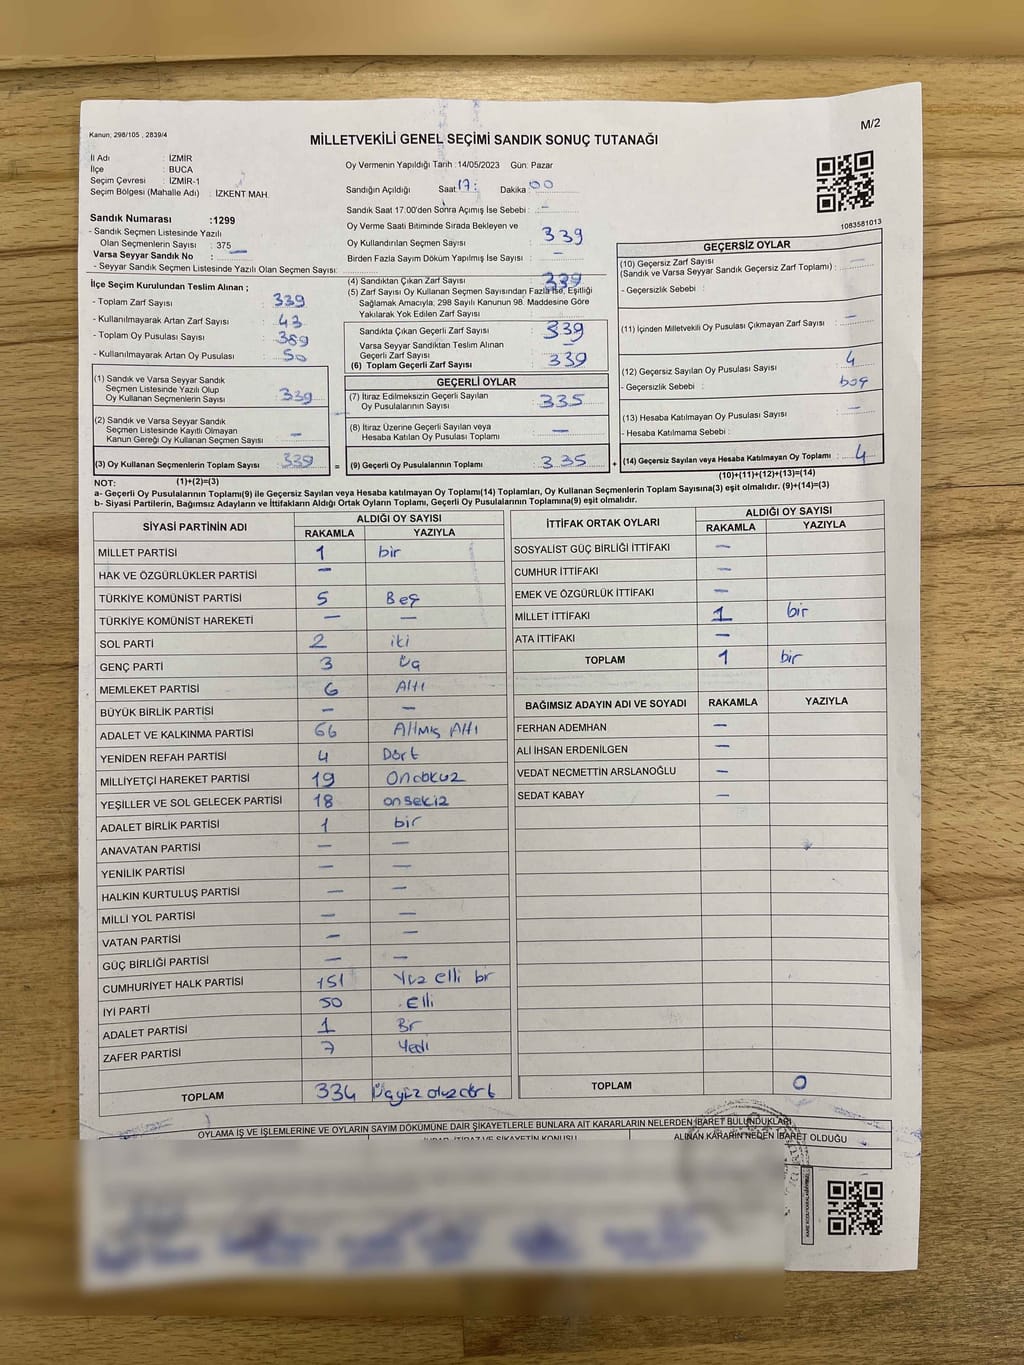 Kanun; 298/105 , 2839/4
M/2
MİLLETVEKİLİ GENEL SEÇİMİ SANDIK SONUÇ TUTANAĞI
İl Adı : İZMİR
İlçe : BUCA
Seçim Çevresi : İZMİR-1
Seçim Bölgesi (Mahalle Adı) : İZKENT MAH.
Sandık Numarası :1299
- Sandık Seçmen Listesinde Yazılı
Olan Seçmenlerin Sayısı : 375
Varsa Seyyar Sandık No : —
- Seyyar Sandık Seçmen Listesinde Yazılı Olan Seçmen Sayısı:
Oy Vermenin Yapıldığı Tarih :14/05/2023 Gün: Pazar
Sandığın Açıldığı Saat 17: Dakika 00
Sandık Saat 17:00'den Sonra Açımış İse Sebebi : —
Oy Verme Saati Bitiminde Sırada Bekleyen ve
Oy Kullandırılan Seçmen Sayısı 339
Birden Fazla Sayım Döküm Yapılmış İse Sayısı : —
1083581013
İlçe Seçim Kurulundan Teslim Alınan ;
- Toplam Zarf Sayısı : 339
- Kullanılmayarak Artan Zarf Sayısı : 43
- Toplam Oy Pusulası Sayısı : 389
- Kullanılmayarak Artan Oy Pusulası : 50
(4) Sandıktan Çıkan Zarf Sayısı : 339
(5) Zarf Sayısı Oy Kullanan Seçmen Sayısından Fazla İse, Eşitliği
Sağlamak Amacıyla, 298 Sayılı Kanunun 98. Maddesine Göre
Yakılarak Yok Edilen Zarf Sayısı :
Sandıkta Çıkan Geçerli Zarf Sayısı : 339
Varsa Seyyar Sandıktan Teslim Alınan
Geçerli Zarf Sayısı : —
(6) Toplam Geçerli Zarf Sayısı : 339
GEÇERSİZ OYLAR
(10) Geçersiz Zarf Sayısı : —
(Sandık ve Varsa Seyyar Sandık Geçersiz Zarf Toplamı) :
- Geçersizlik Sebebi :
(11) İçinden Milletvekili Oy Pusulası Çıkmayan Zarf Sayısı : —
(12) Geçersiz Sayılan Oy Pusulası Sayısı : 4
- Geçersizlik Sebebi : boş
(13) Hesaba Katılmayan Oy Pusulası Sayısı : —
- Hesaba Katılmama Sebebi :
(14) Geçersiz Sayılan veya Hesaba Katılmayan Oy Toplamı : 4
(10)+(11)+(12)+(13)=(14)
(1) Sandık ve Varsa Seyyar Sandık
Seçmen Listesinde Yazılı Olup
Oy Kullanan Seçmenlerin Sayısı : 339
(2) Sandık ve Varsa Seyyar Sandık
Seçmen Listesinde Kayıtlı Olmayan
Kanun Gereği Oy Kullanan Seçmen Sayısı : —
(3) Oy Kullanan Seçmenlerin Toplam Sayısı : 339
(1)+(2)=(3)
GEÇERLİ OYLAR
(7) İtiraz Edilmeksizin Geçerli Sayılan
Oy Pusulalarının Sayısı : 335
(8) İtiraz Üzerine Geçerli Sayılan veya
Hesaba Katılan Oy Pusulası Toplamı : —
= (9) Geçerli Oy Pusulalarının Toplamı : 335 +
NOT:
a- Geçerli Oy Pusulalarının Toplamı(9) ile Geçersiz Sayılan veya Hesaba katılmayan Oy Toplamı(14) Toplamları, Oy Kullanan Seçmenlerin Toplam Sayısına(3) eşit olmalıdır. (9)+(14)=(3)
b- Siyasi Partilerin, Bağımsız Adayların ve İttifakların Aldığı Ortak Oyların Toplamı, Geçerli Oy Pusulalarının Toplamına(9) eşit olmalıdır.
SİYASİ PARTİNİN ADI ALDIĞI OY SAYISI
RAKAMLA YAZIYLA
MİLLET PARTİSİ 1 bir
HAK VE ÖZGÜRLÜKLER PARTİSİ —
TÜRKİYE KOMÜNİST PARTİSİ 5 Beş
TÜRKİYE KOMÜNİST HAREKETİ — —
SOL PARTİ 2 iki
GENÇ PARTİ 3 Üç
MEMLEKET PARTİSİ 6 Altı
BÜYÜK BİRLİK PARTİSİ — —
ADALET VE KALKINMA PARTİSİ 66 Altmış Altı
YENİDEN REFAH PARTİSİ 4 Dört
MİLLİYETÇİ HAREKET PARTİSİ 19 Ondokuz
YEŞİLLER VE SOL GELECEK PARTİSİ 18 onsekiz
ADALET BİRLİK PARTİSİ 1 bir
ANAVATAN PARTİSİ — —
YENİLİK PARTİSİ — —
HALKIN KURTULUŞ PARTİSİ — —
MİLLİ YOL PARTİSİ — —
VATAN PARTİSİ — —
GÜÇ BİRLİĞİ PARTİSİ — —
CUMHURİYET HALK PARTİSİ 151 Yüz elli br
İYİ PARTİ 50 elli
ADALET PARTİSİ 1 Br
ZAFER PARTİSİ 7 Yedi
TOPLAM 334 Üçyüz otuzdört
İTTİFAK ORTAK OYLARI ALDIĞI OY SAYISI
RAKAMLA YAZIYLA
SOSYALİST GÜÇ BİRLİĞİ İTTİFAKI —
CUMHUR İTTİFAKI —
EMEK VE ÖZGÜRLÜK İTTİFAKI —
MİLLET İTTİFAKI 1 bir
ATA İTTİFAKI —
TOPLAM 1 bir
BAĞIMSIZ ADAYIN ADI VE SOYADI RAKAMLA YAZIYLA
FERHAN ADEMHAN —
ALİ İHSAN ERDENİLGEN —
VEDAT NECMETTİN ARSLANOĞLU —
SEDAT KABAY —
TOPLAM 0
OYLAMA İŞ VE İŞLEMLERİNE VE OYLARIN SAYIM DÖKÜMÜNE DAİR ŞİKAYETLERLE BUNLARA AİT KARARLARIN NELERDEN İBARET BULUNDUKLARI
ALINAN KARARIN NEDEN İBARET OLDUĞU